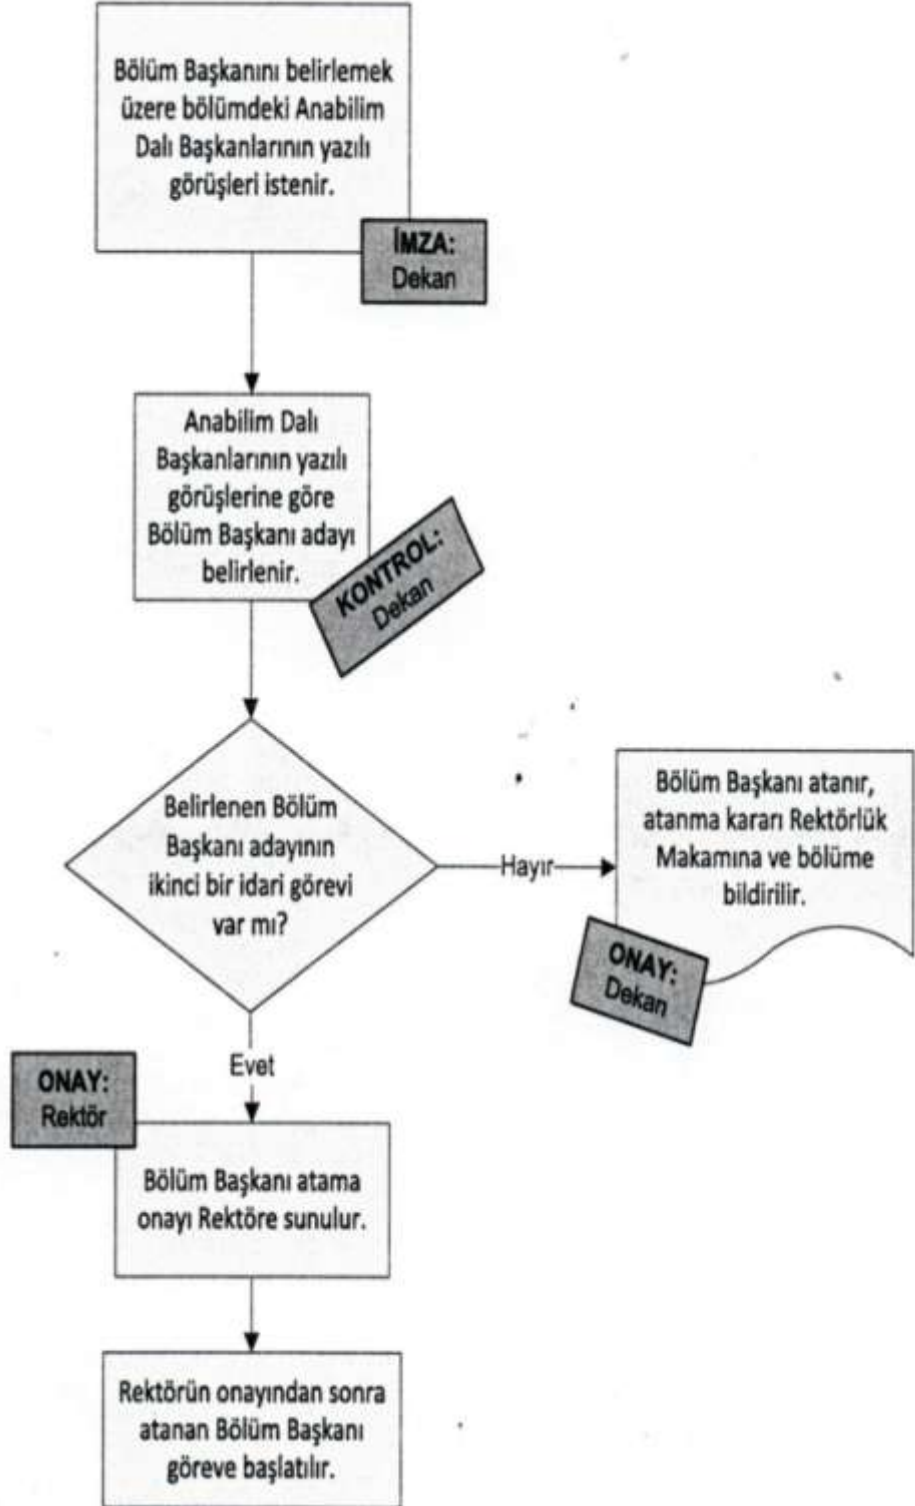 Bölüm Başkanını belirlemek
üzere bölümdeki Anabilim
Dalı Başkanlarının yazılı
görüşleri istenir.
İMZA:
Dekan
Anabilim Dalı
Başkanlarının yazılı
görüşlerine göre
Bölüm Başkanı adayı
belirlenir.
KONTROL:
Dekan
Belirlenen Bölüm
Başkanı adayının
ikinci bir idari görevi
var mı?
Hayır
Bölüm Başkanı atanır,
atanma kararı Rektörlük
Makamına ve bölüme
bildirilir.
ONAY:
Dekan
Evet
ONAY:
Rektör
Bölüm Başkanı atama
onayı Rektöre sunulur.
Rektörün onayından sonra
atanan Bölüm Başkanı
göreve başlatılır.